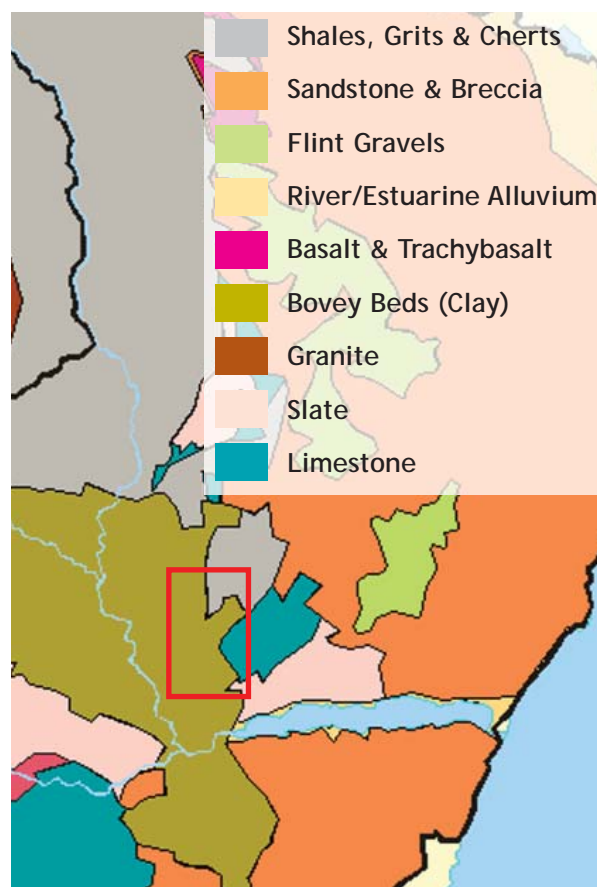 Shales, Grits & Cherts
Sandstone & Breccia
Flint Gravels
River/Estuarine Alluvium
Basalt & Trachybasalt
Bovey Beds (Clay)
Granite
Slate
Limestone